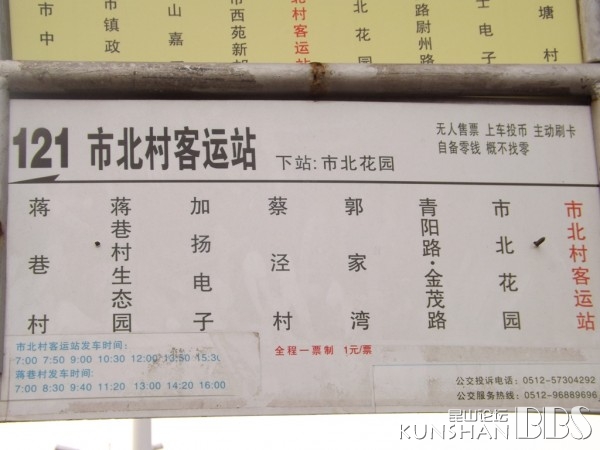 市中
市镇政
山嘉
市西苑新
北村客运站
北花园
路尉州路
士电子
塘村
121 市北村客运站 下站:市北花园
无人售票 上车投币 主动刷卡
自备零钱 概不找零
蒋巷村
蒋巷村生态园
加扬电子
蔡泾村
郭家湾
青阳路·金茂路
市北花园
市北村客运站
市北村客运站发车时间:
7:00 7:50 9:00 10:30 12:00 13:50 15:30
蒋巷村发车时间:
7:00 8:30 9:40 11:20 13:00 14:20 16:00
全程一票制 1元/票
公交投诉电话:0512-57304292
公交服务热线:0512-96889696
昆山论坛
KUNSHAN BBS